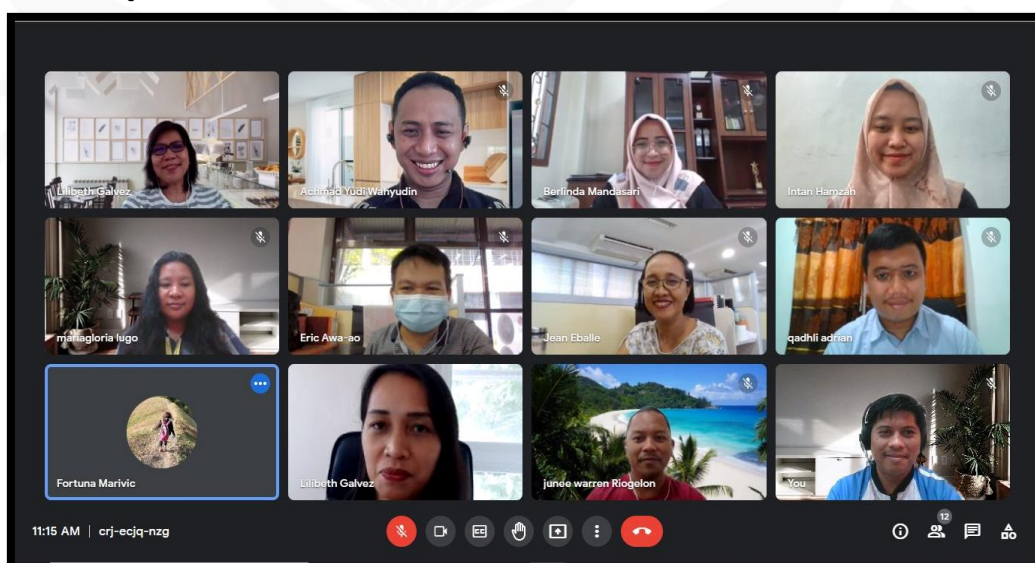 Lilibeth Galvez
Achmad Yudi Wahyudin
Berlinda Mandasari
Intan Hamzah
mariagloria lugo
Eric Awa-ao
Jean Eballe
qadhli adrian
Fortuna Marivic
Lilibeth Galvez
junee warren Riogelon
You
11:15 AM | crj-ecjq-nzg
CC
12